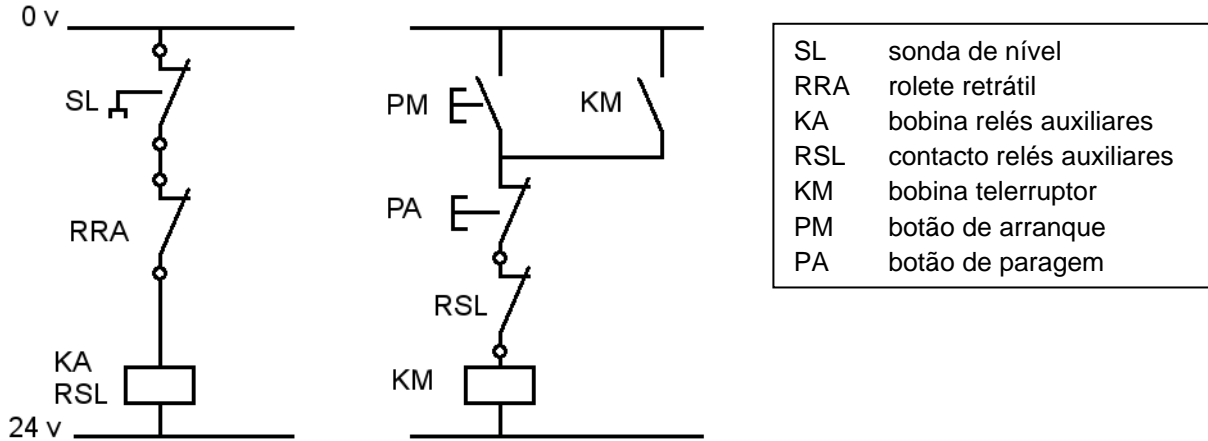 0 v
SL
RRA
KA
RSL
24 v
PM
KM
PA
RSL
KM
SL sonda de nível
RRA rolete retrátil
KA bobina relés auxiliares
RSL contacto relés auxiliares
KM bobina telerruptor
PM botão de arranque
PA botão de paragem